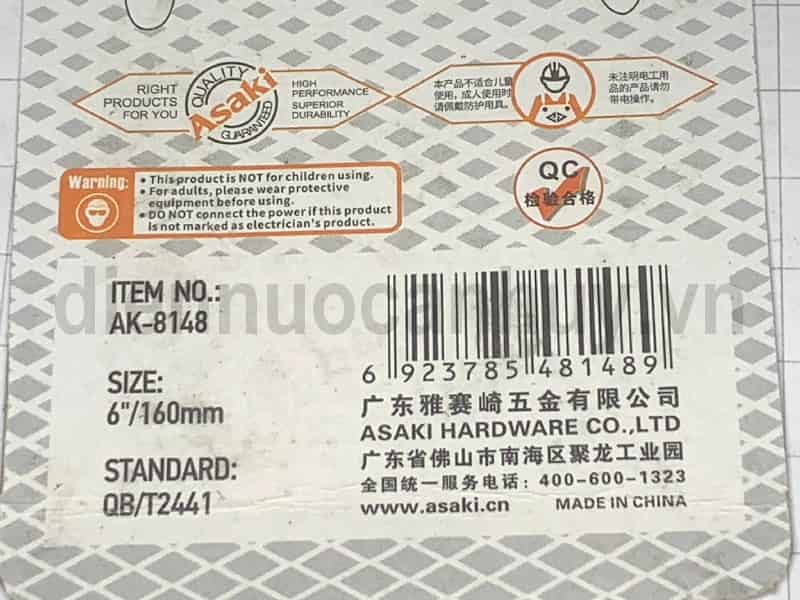 RIGHT
PRODUCTS
FOR YOU
QUALITY
Asaki
GUARANTEED
HIGH
PERFORMANCE
SUPERIOR
DURABILITY
本产品不适合儿童
使用,成人使用时
请佩戴防护用具。
未注明电工用
品的产品请勿
带电操作。
Warning:
• This product is NOT for children using.
• For adults, please wear protective
equipment before using.
• DO NOT connect the power if this product
is not marked as electrician's product.
QC
检验合格
ITEM NO.:
AK-8148
SIZE:
6"/160mm
STANDARD:
QB/T2441
6 923785 481489
广东雅赛崎五金有限公司
ASAKI HARDWARE CO.,LTD
广东省佛山市南海区聚龙工业园
全国统一服务电话: 400-600-1323
www.asaki.cn MADE IN CHINA